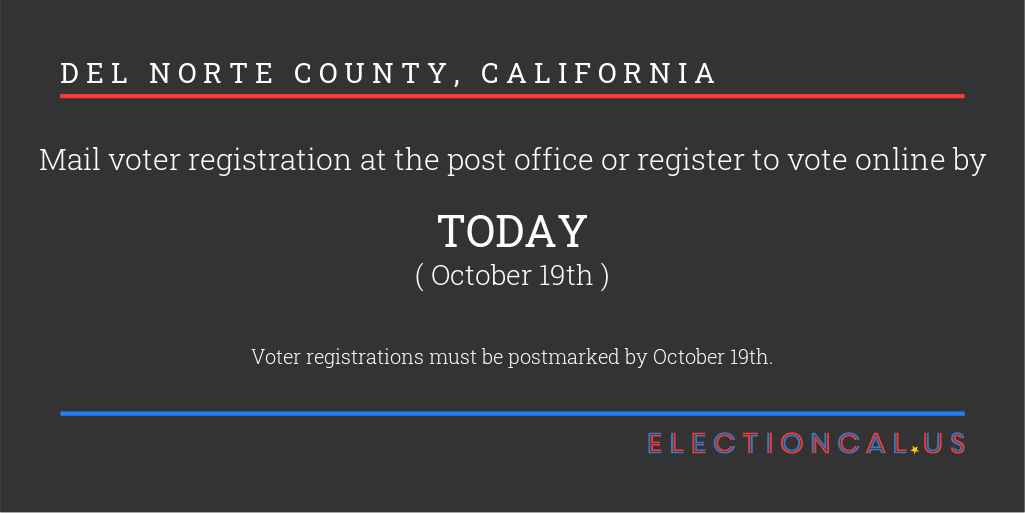 DEL NORTE COUNTY, CALIFORNIA
Mail voter registration at the post office or register to vote online by
TODAY
( October 19th )
Voter registrations must be postmarked by October 19th.
ELECTIONCAL.US